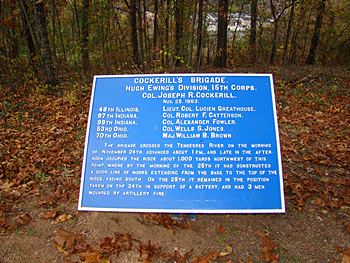 COCKERILL'S BRIGADE.
HUGH EWING'S DIVISION, 15TH CORPS.
COL. JOSEPH R. COCKERILL.
NOV. 25, 1863.
48TH ILLINOIS. LIEUT. COL. LUCIEN GREATHOUSE.
97TH INDIANA. COL. ROBERT F. CATTERSON.
99TH INDIANA. COL. ALEXANDER FOWLER.
53RD OHIO. COL. WELLS S. JONES.
70TH OHIO. MAJ. WILLIAM B. BROWN
THE BRIGADE CROSSED THE TENNESSEE RIVER ON THE MORNING
OF, NOVEMBER 24TH, ADVANCED ABOUT 1 P.M., AND LATE IN THE AFTER-
NOON OCCUPIED THE RIDGE ABOUT 1,000 YARDS NORTHWEST OF THIS
POINT, WHERE BY THE MORNING OF THE 25TH IT HAD CONSTRUCTED
A GOOD LINE OF WORKS EXTENDING FROM THE BASE TO THE TOP OF THE
RIDGE, FACING SOUTH. ON THE 25TH IT REMAINED IN THE POSITION
TAKEN ON THE 24TH IN SUPPORT OF A BATTERY, AND HAD 3 MEN
WOUNDED BY ARTILLERY FIRE.